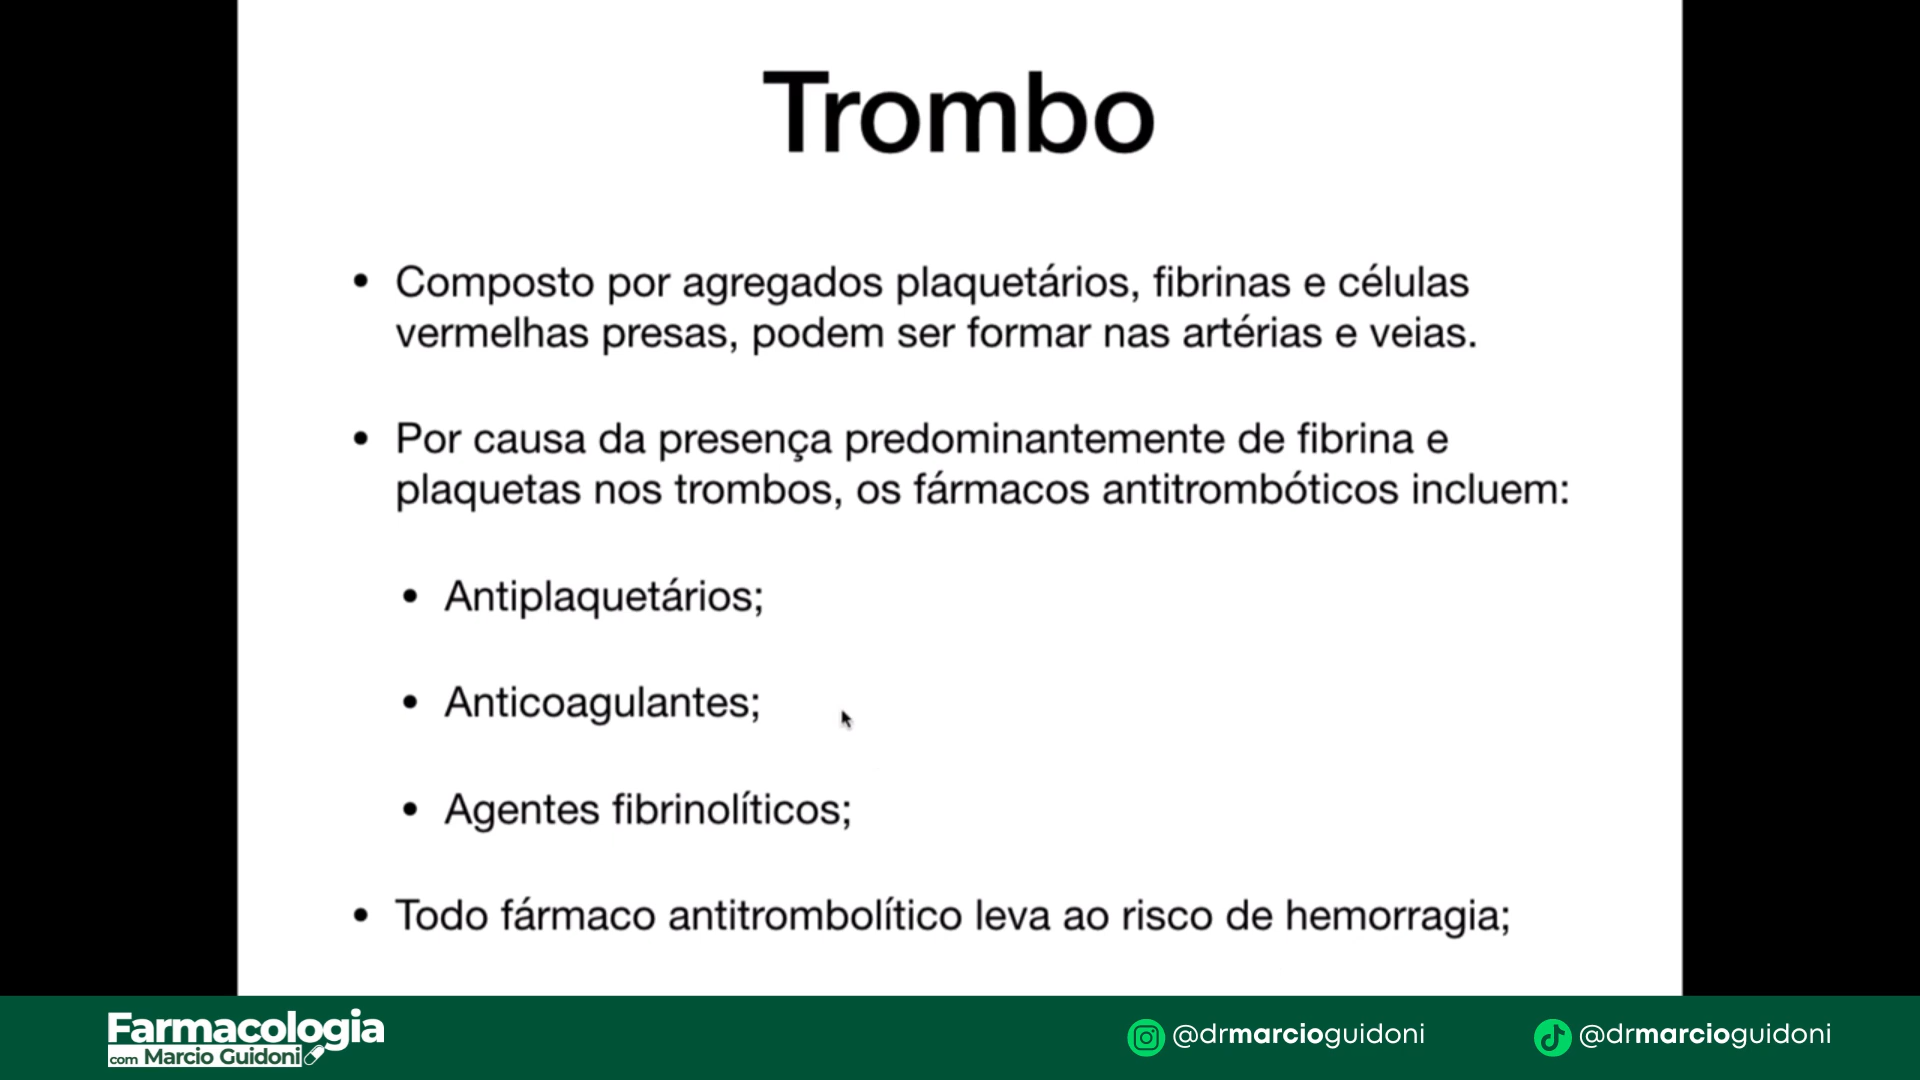 Trombo
• Composto por agregados plaquetários, fibrinas e células
vermelhas presas, podem ser formar nas artérias e veias.
• Por causa da presença predominantemente de fibrina e
plaquetas nos trombos, os fármacos antitrombóticos incluem:
• Antiplaquetários;
• Anticoagulantes;
• Agentes fibrinolíticos;
• Todo fármaco antitrombolítico leva ao risco de hemorragia;
Farmacologia
com Marcio Guidoni
@drmarcioguidoni
@drmarcioguidoni